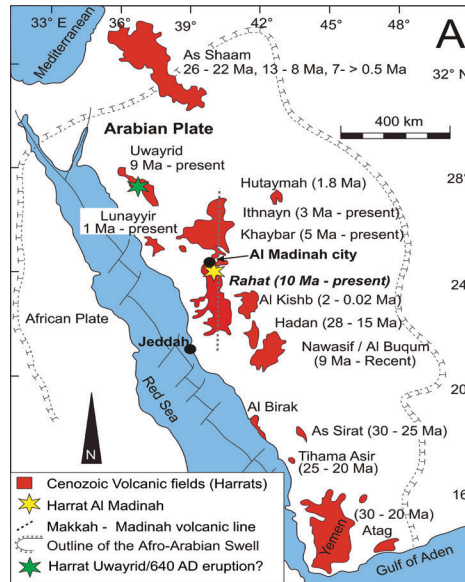 33° E 36° 39° 42° 45° 48°
A
Mediterranean
As Shaam
26 - 22 Ma, 13 - 8 Ma, 7- > 0.5 Ma
32° N
Arabian Plate
400 km
Uwayrid
9 Ma - present
28
Hutaymah (1.8 Ma)
Lunayyir
1 Ma - present
Ithnayn (3 Ma - present)
Khaybar (5 Ma - present)
Al Madinah city
24
Rahat (10 Ma - present)
African Plate
Al Kishb (2 - 0.02 Ma)
Hadan (28 - 15 Ma)
Jeddah
Nawasif / Al Buqum
(9 Ma - Recent)
20
Red Sea
Al Birak
N
As Sirat (30 - 25 Ma)
Tihama Asir
(25 - 20 Ma)
Cenozoic Volcanic fields (Harrats)
16
Harrat Al Madinah
(30 - 20 Ma)
Makkah - Madinah volcanic line
Yemen
Atag
Outline of the Afro-Arabian Swell
Harrat Uwayrid/640 AD eruption?
Gulf of Aden